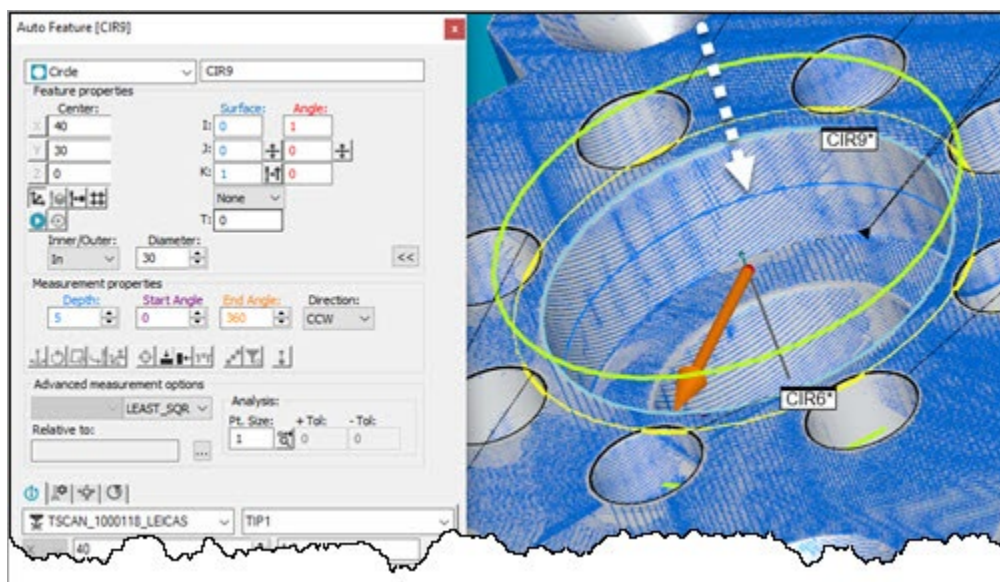 Auto Feature [CIR9]
x
Circle CIR9
Feature properties
Center: Surface: Angle:
X 40 I: 0 1
Y 30 J: 0 0
Z 0 K: 1 0
None
T: 0
Inner/Outer: Diameter:
In 30 <<
Measurement properties
Depth: Start Angle End Angle: Direction:
5 0 360 CCW
Advanced measurement options
LEAST_SQR
Analysis:
Relative to: Pt. Size: + Tol: - Tol:
1 0 0
...
TSCAN_1000118_LEICAS TIP1
40
CIR9*
CIR6*